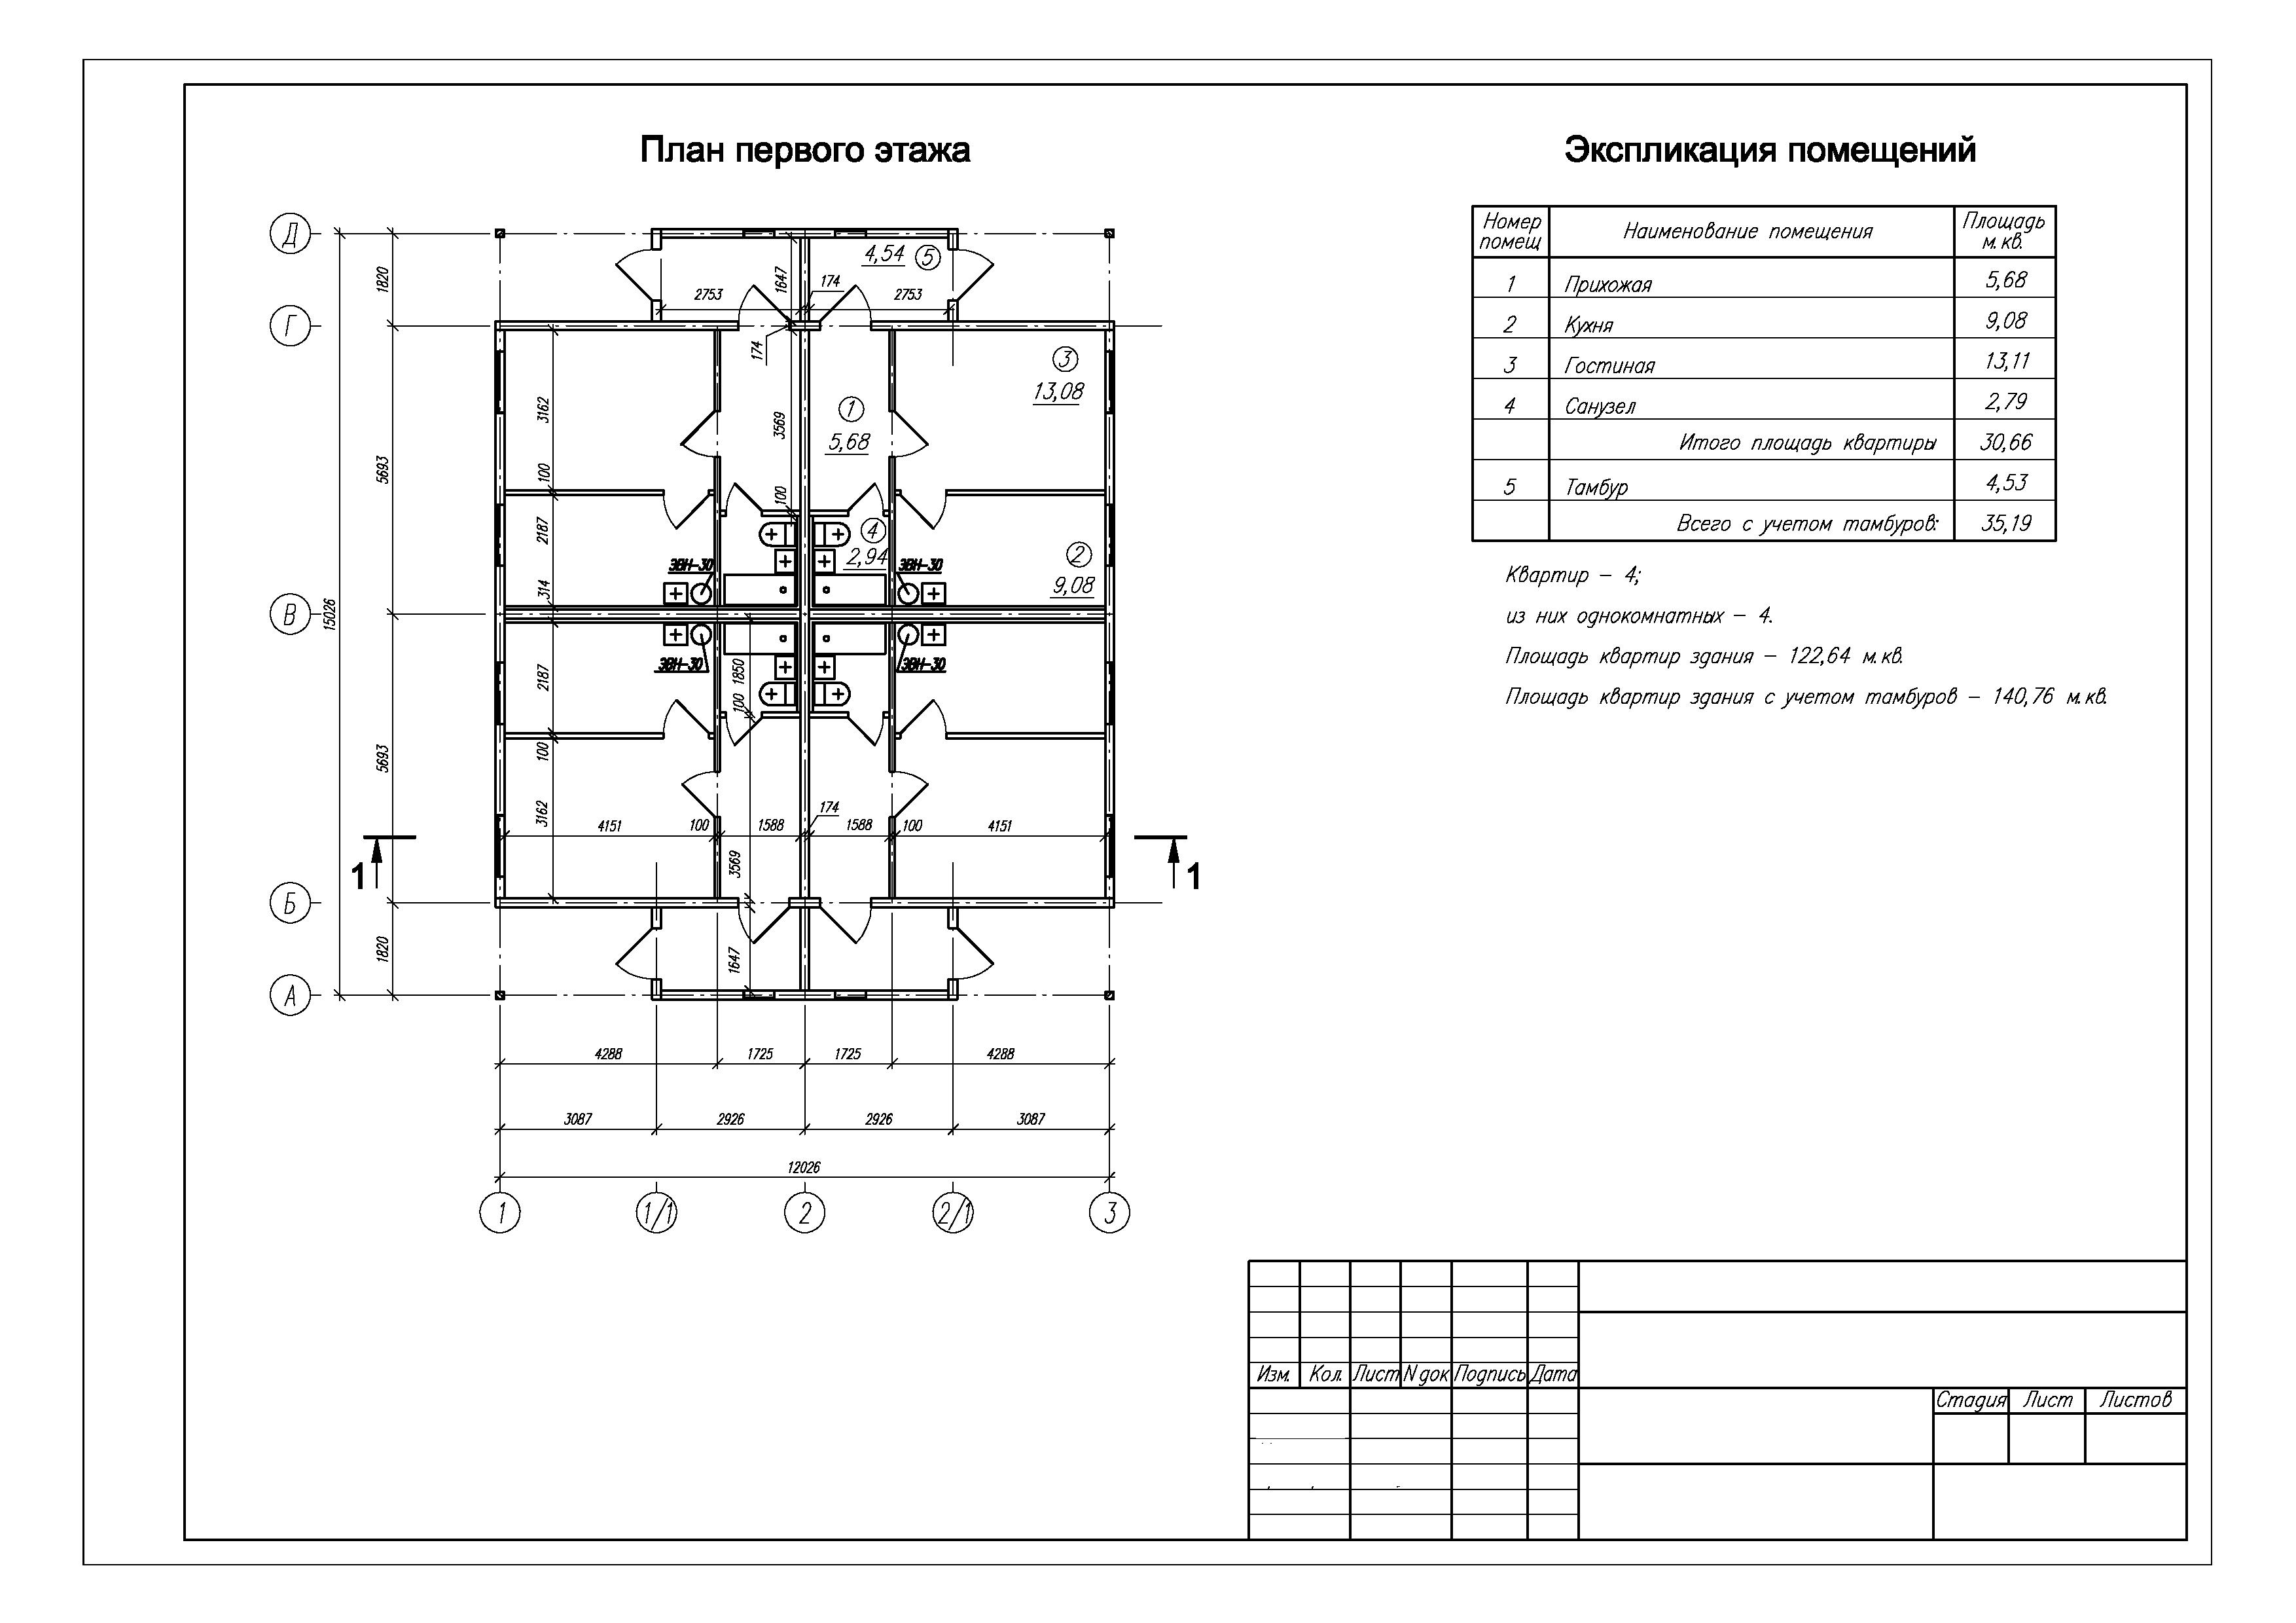 План первого этажа
Экспликация помещений
Номер помещ
Наименование помещения
Площадь м.кв.
1 Прихожая 5,68
2 Кухня 9,08
3 Гостиная 13,11
4 Санузел 2,79
Итого площадь квартиры 30,66
5 Тамбур 4,53
Всего с учетом тамбуров: 35,19
Квартир – 4;
из них однокомнатных – 4.
Площадь квартир здания – 122,64 м.кв.
Площадь квартир здания с учетом тамбуров – 140,76 м.кв.
Д
4,54 5
1820
1647
174
2753
2753
Г
174
3
13,08
3162
3569
1
5,68
5693
100
100
2187
4
2,94
2
9,08
ЭВН-30
ЭВН-30
314
15026
В
ЭВН-30
ЭВН-30
2187
1850
100
5693
100
3162
174
4151 100 1588 1588 100 4151
1
1
3569
Б
1820
1647
А
4288 1725 1725 4288
3087 2926 2926 3087
12026
1 1/1 2 2/1 3
Изм. Кол. Лист N док Подпись Дата
Стадия Лист Листов